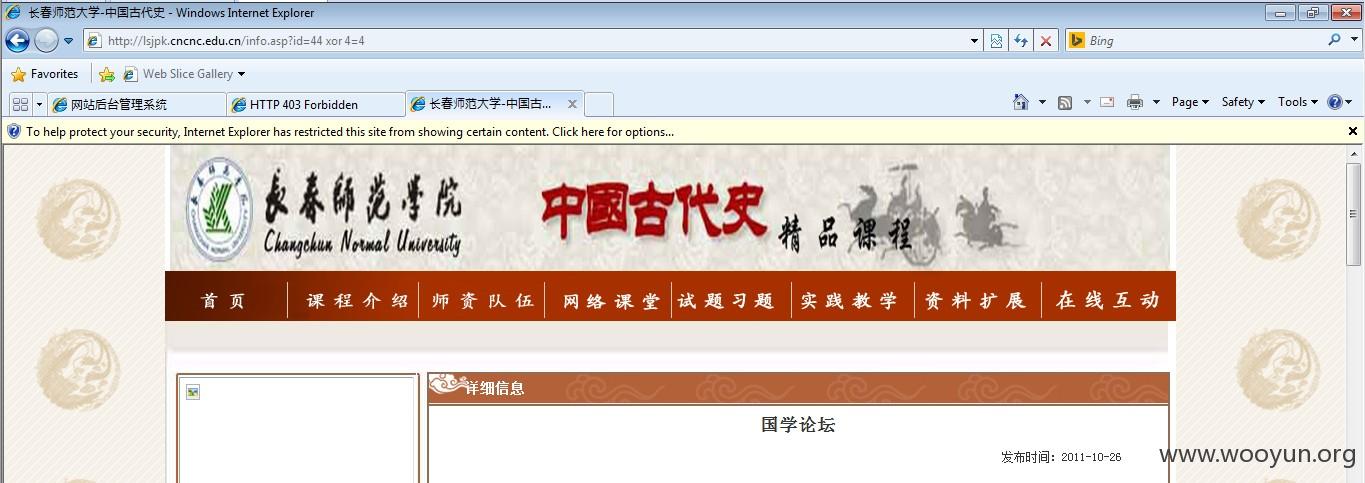 长春师范大学-中国古代史 - Windows Internet Explorer
http://lsjpk.cncnc.edu.cn/info.asp?id=44 xor 4=4
Bing
Favorites
Web Slice Gallery
网站后台管理系统
HTTP 403 Forbidden
长春师范大学-中国古...
Page
Safety
Tools
To help protect your security, Internet Explorer has restricted this site from showing certain content. Click here for options...
長春師范學院
Changchun Normal University
中國古代史
精品课程
首页
课程介绍
师资队伍
网络课堂
试题习题
实践教学
资料扩展
在线互动
详细信息
国学论坛
发布时间：2011-10-26
www.wooyun.org